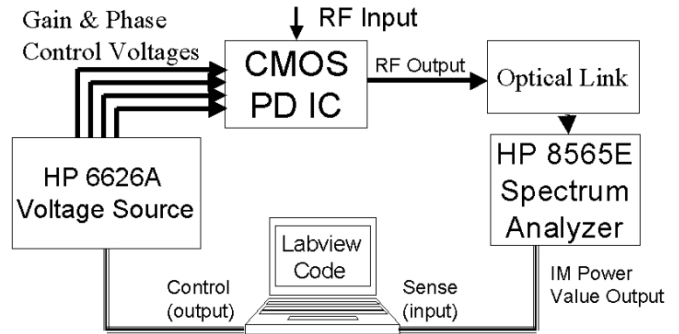 Gain & Phase
Control Voltages
RF Input
CMOS
PD IC
RF Output
Optical Link
HP 6626A
Voltage Source
HP 8565E
Spectrum
Analyzer
Labview
Code
Control
(output)
Sense
(input)
IM Power
Value Output